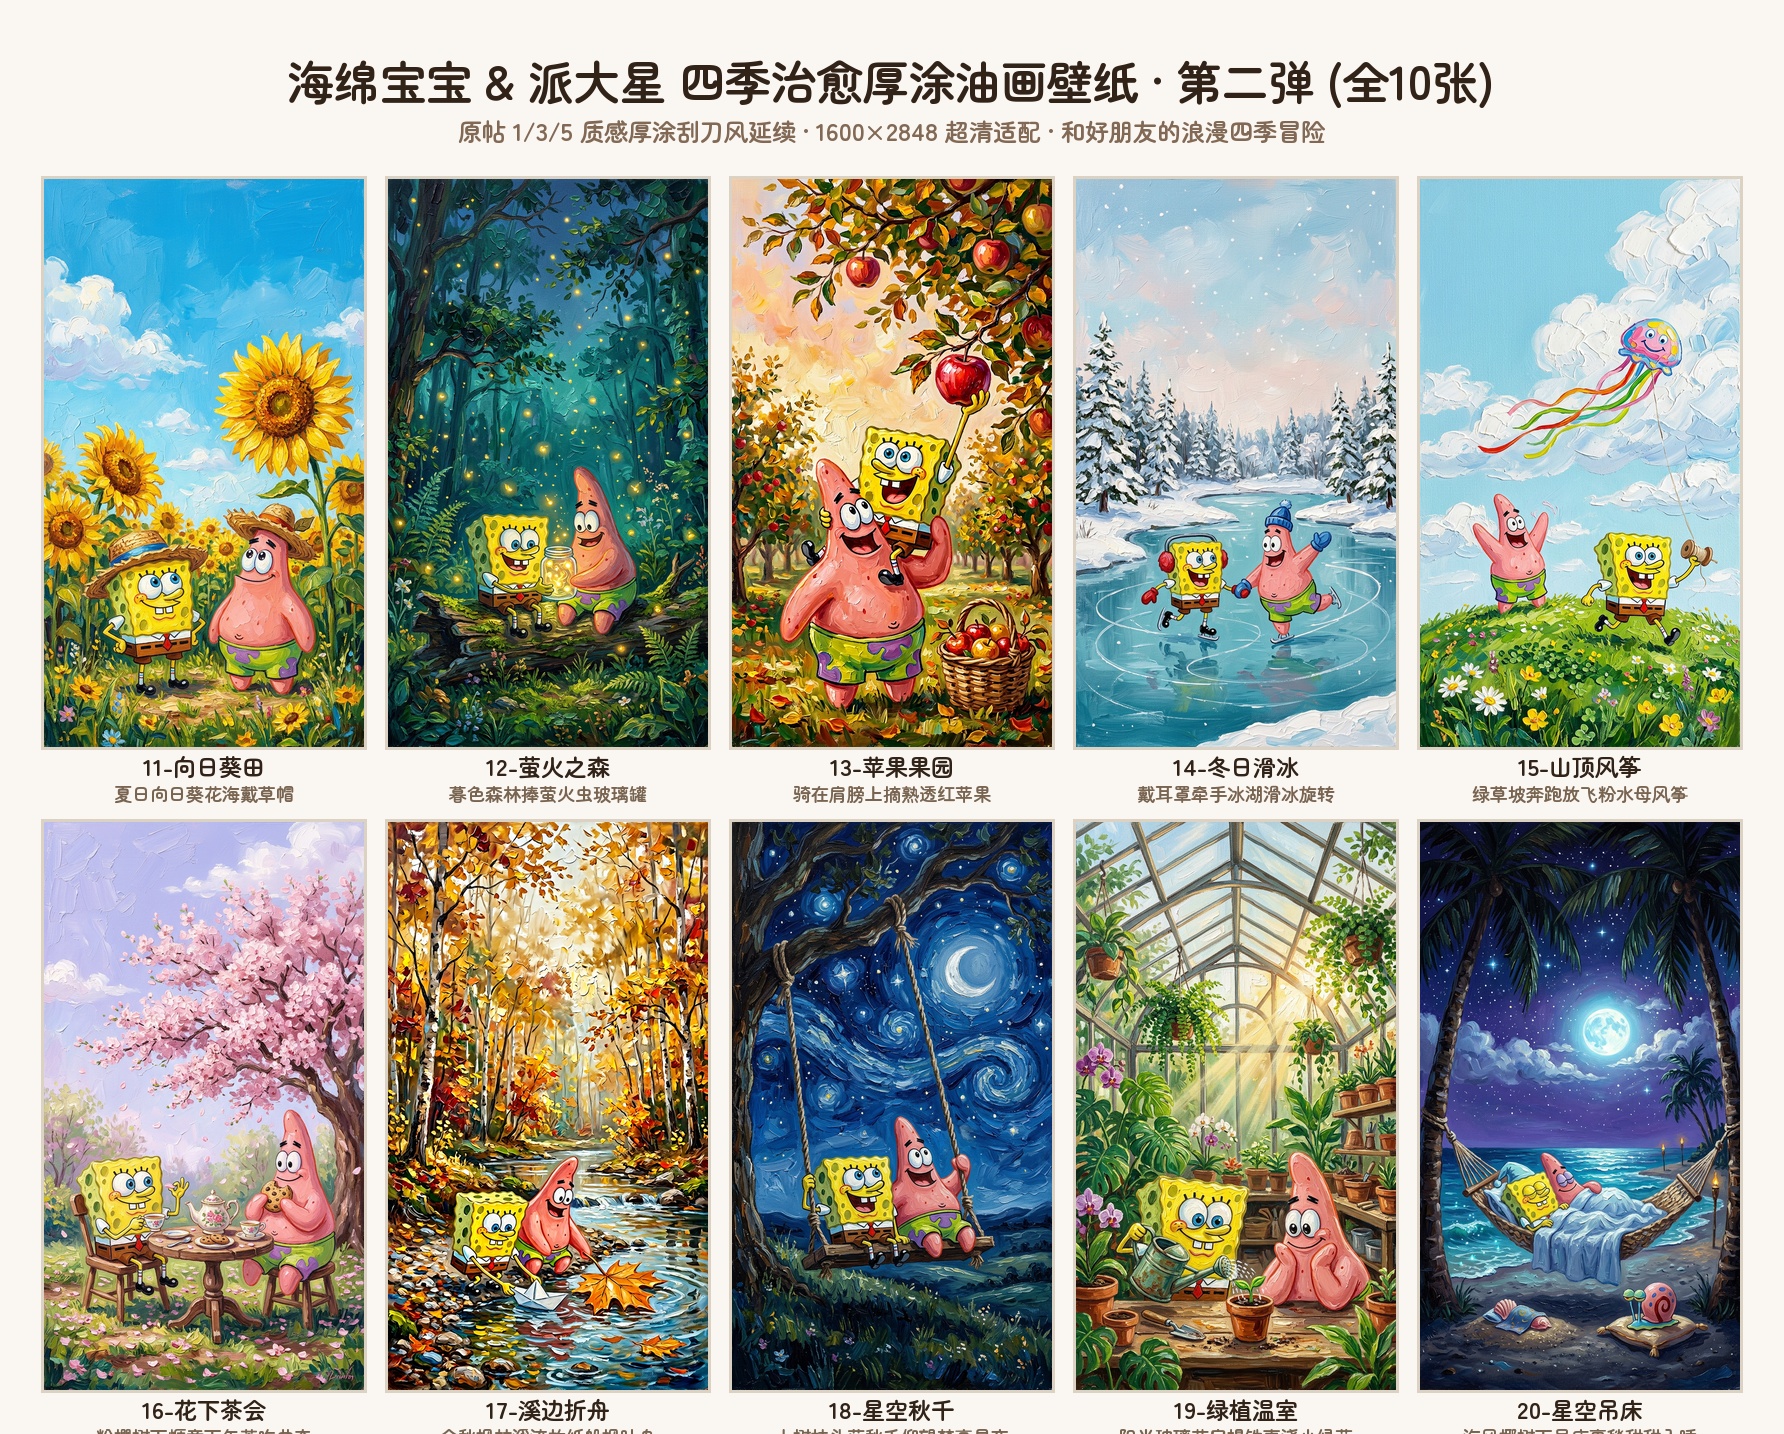 海绵宝宝 & 派大星 四季治愈厚涂油画壁纸 · 第二弹 (全10张)
原帖 1/3/5 质感厚涂刮刀风延续 · 1600×2848 超清适配 · 和好朋友的浪漫四季冒险
11-向日葵田
夏日向日葵花海戴草帽
12-萤火之森
暮色森林捧萤火虫玻璃罐
13-苹果果园
骑在肩膀上摘熟透红苹果
14-冬日滑冰
戴耳罩牵手冰湖滑冰旋转
15-山顶风筝
绿草坡奔跑放飞粉水母风筝
16-花下茶会
17-溪边折舟
18-星空秋千
19-绿植温室
20-星空吊床